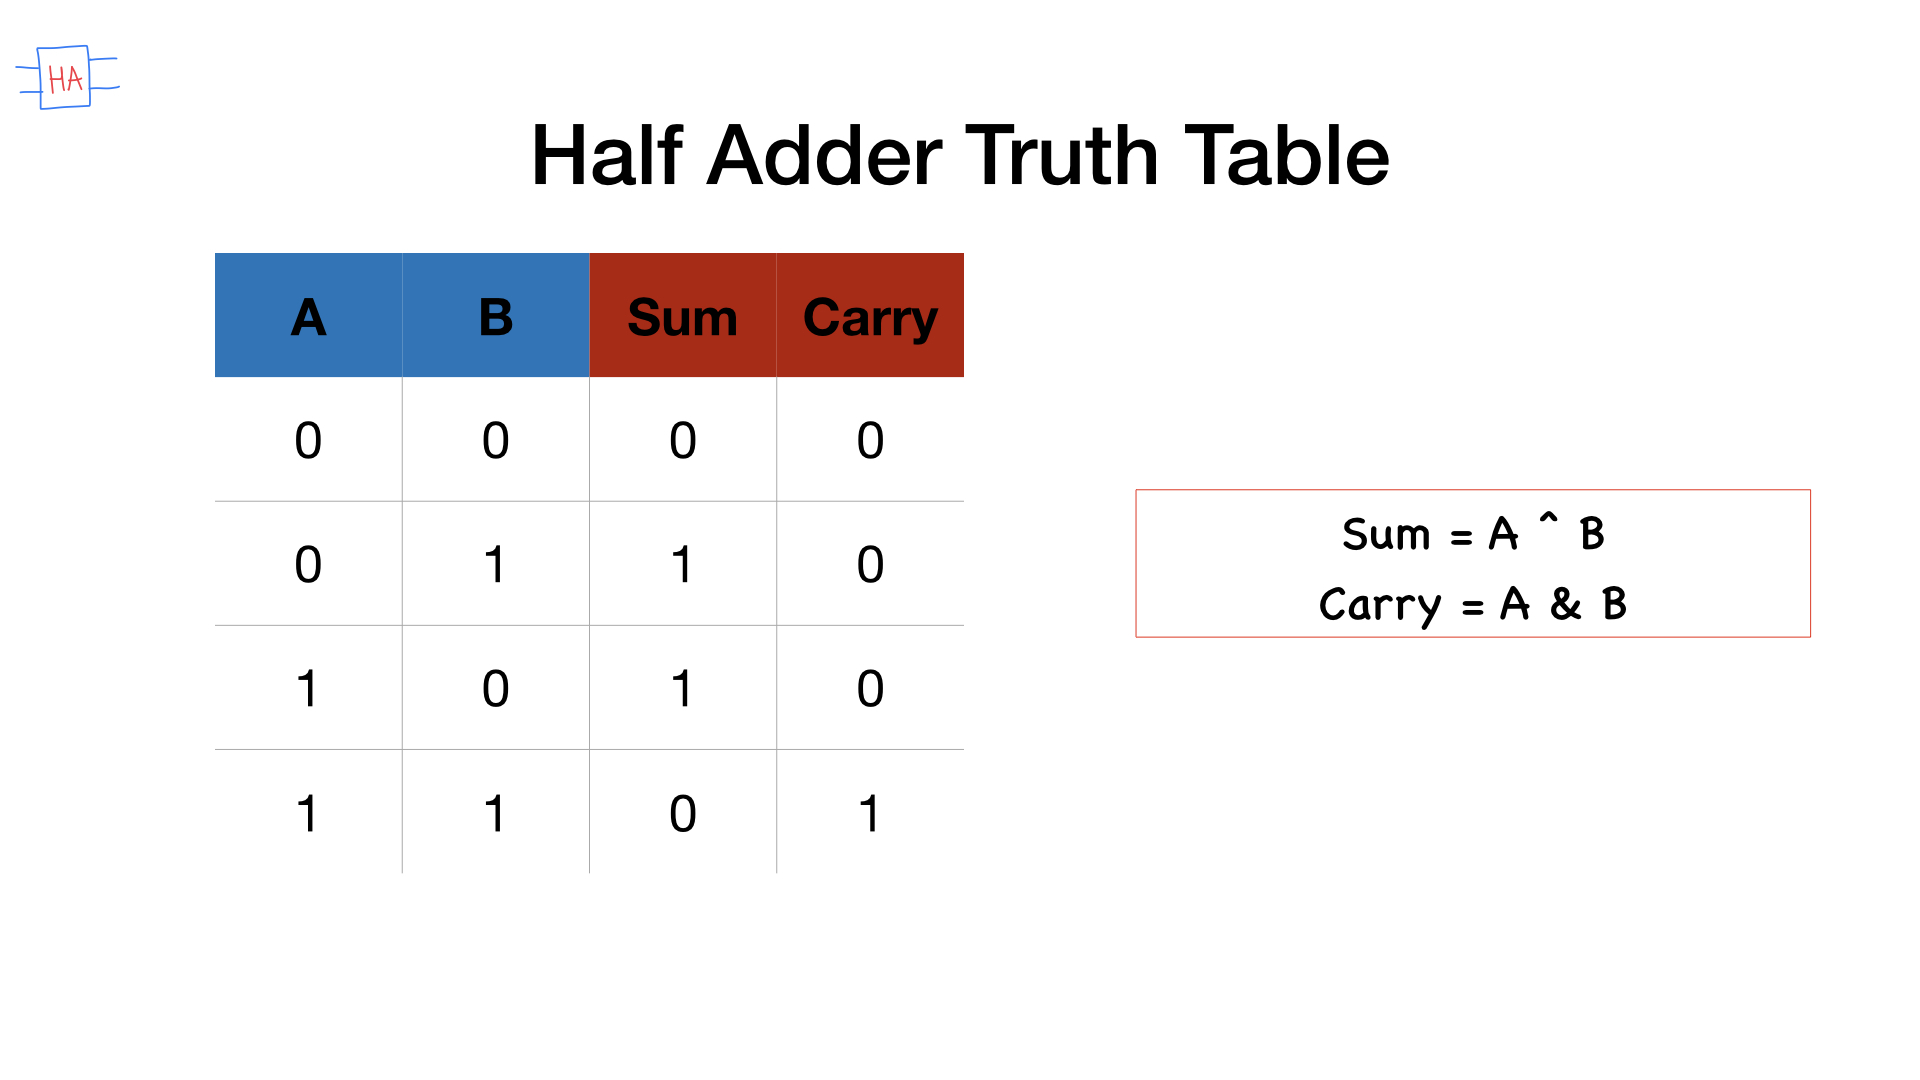 HA
Half Adder Truth Table
A B Sum Carry
0 0 0 0
0 1 1 0
1 0 1 0
1 1 0 1
Sum = A ^ B
Carry = A & B